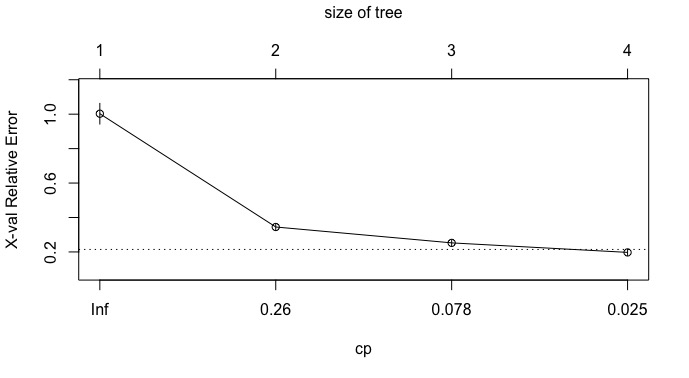 size of tree
1 2 3 4
X-val Relative Error
1.0
0.6
0.2
Inf 0.26 0.078 0.025
cp